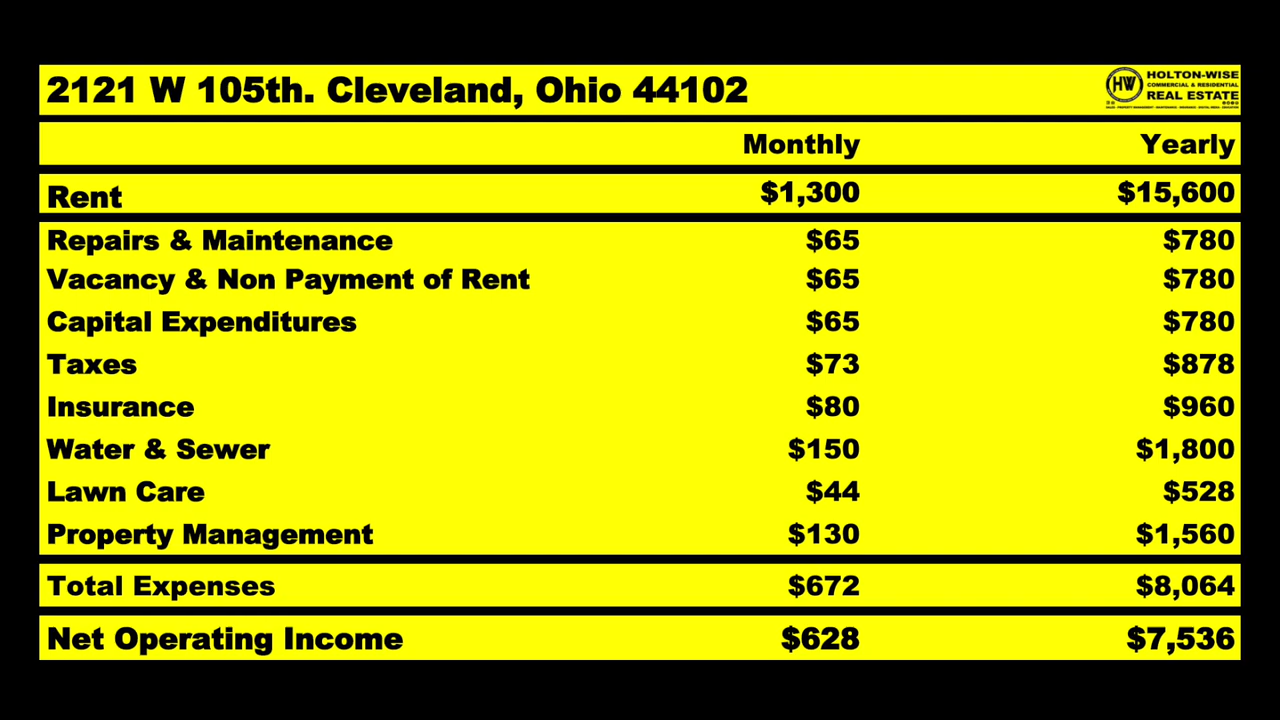 2121 W 105th. Cleveland, Ohio 44102
HW
HOLTON-WISE
COMMERCIAL & RESIDENTIAL
REAL ESTATE
Monthly Yearly
Rent $1,300 $15,600
Repairs & Maintenance $65 $780
Vacancy & Non Payment of Rent $65 $780
Capital Expenditures $65 $780
Taxes $73 $878
Insurance $80 $960
Water & Sewer $150 $1,800
Lawn Care $44 $528
Property Management $130 $1,560
Total Expenses $672 $8,064
Net Operating Income $628 $7,536